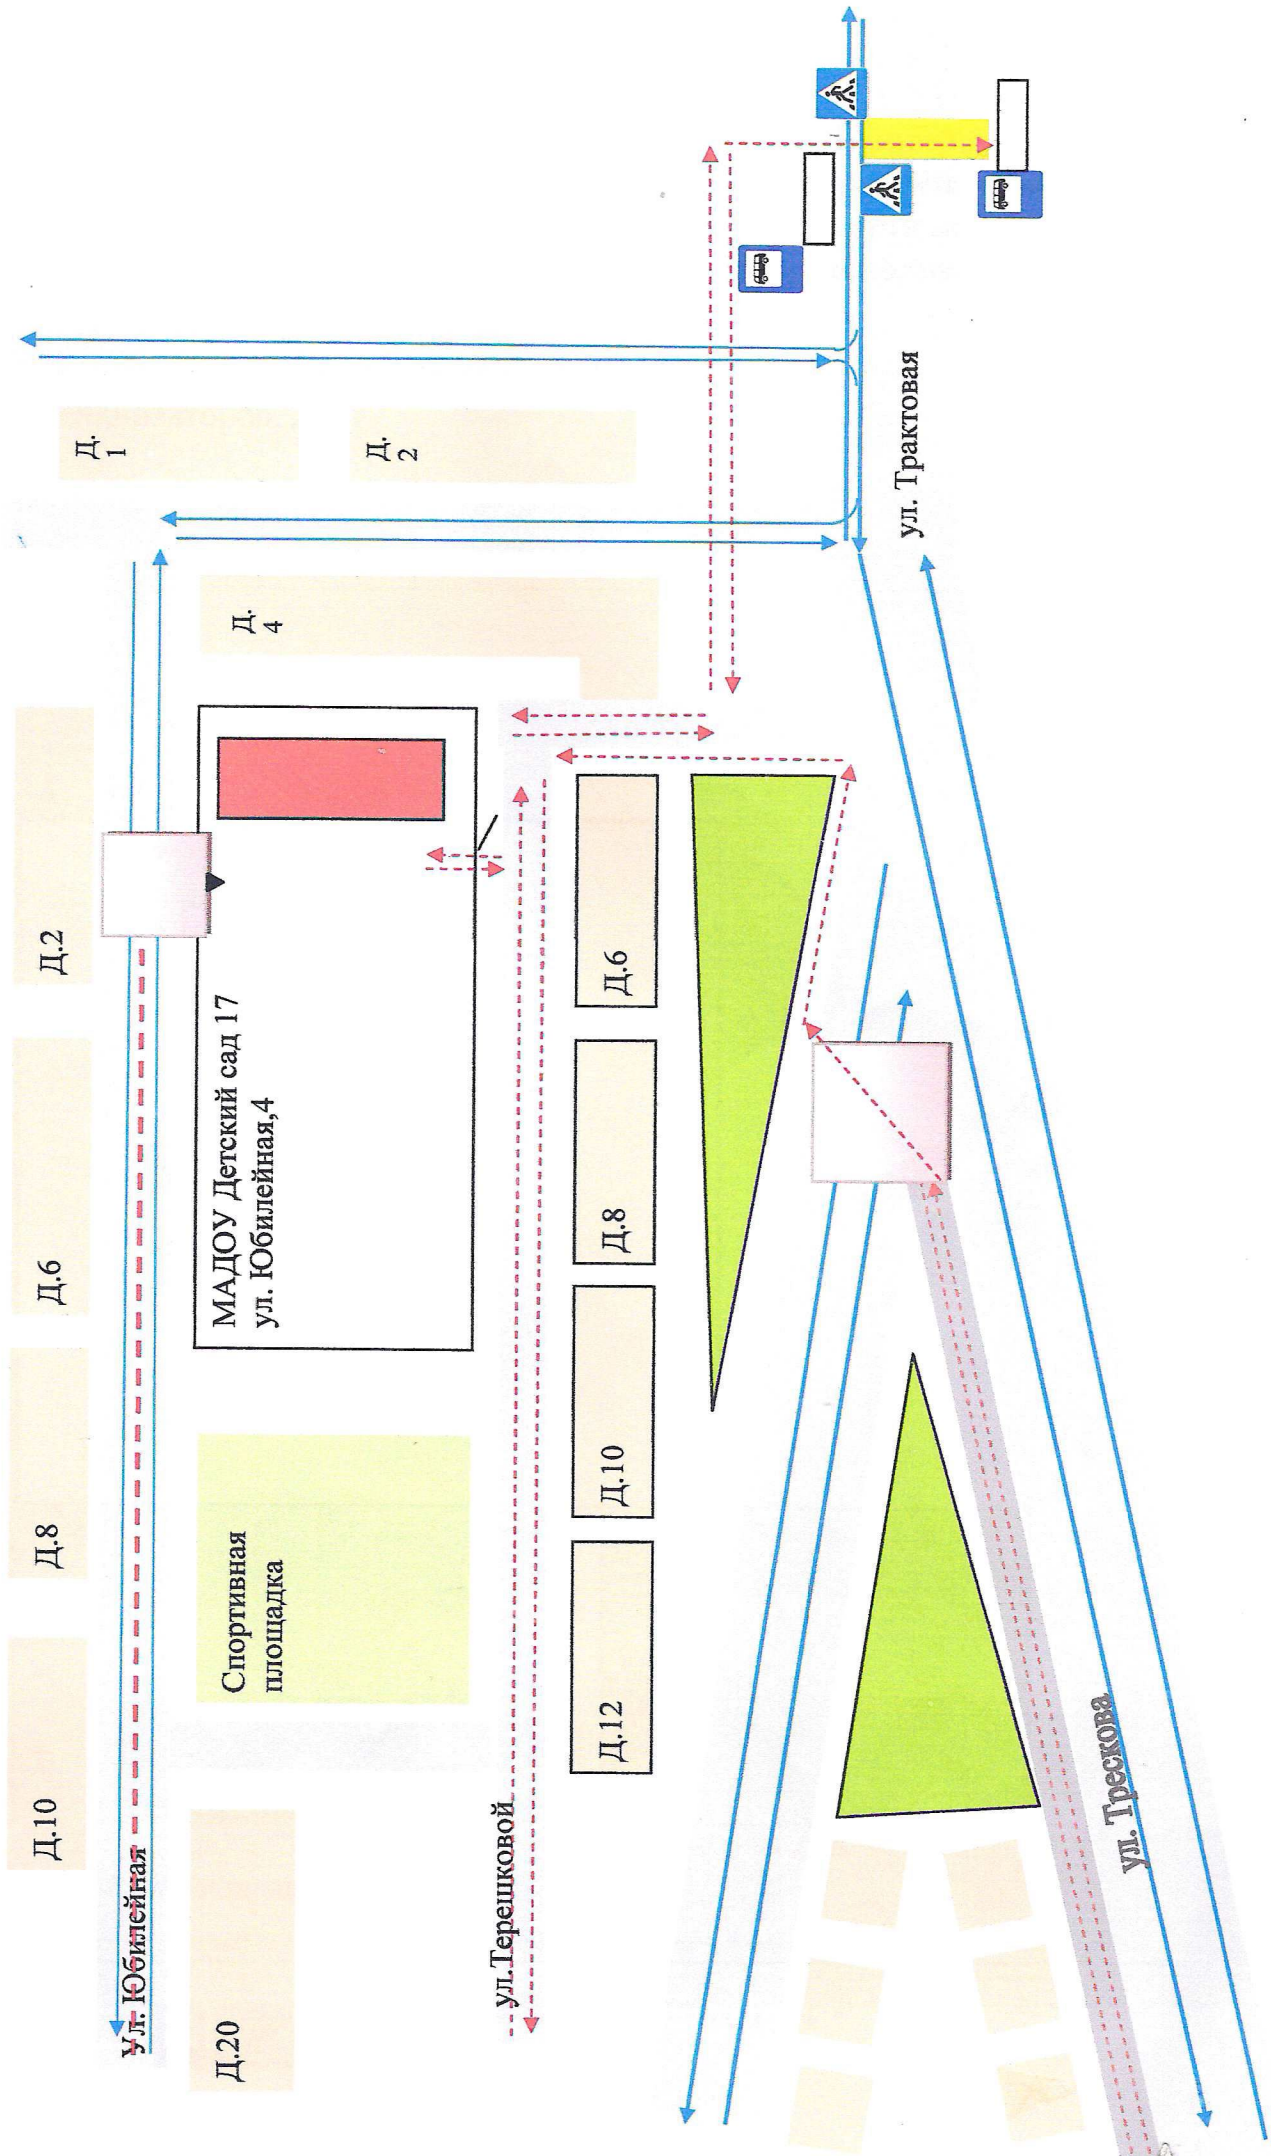 Ул. Юбилейная
Д.10
Д.8
Д.6
Д.2
Д.
1
Д.
2
Д.
4
Д.20
Спортивная
площадка
МАДОУ Детский сад 17
ул. Юбилейная,4
ул.Терешковой
Д.12
Д.10
Д.8
Д.6
ул. Трактовая
ул. Трескова